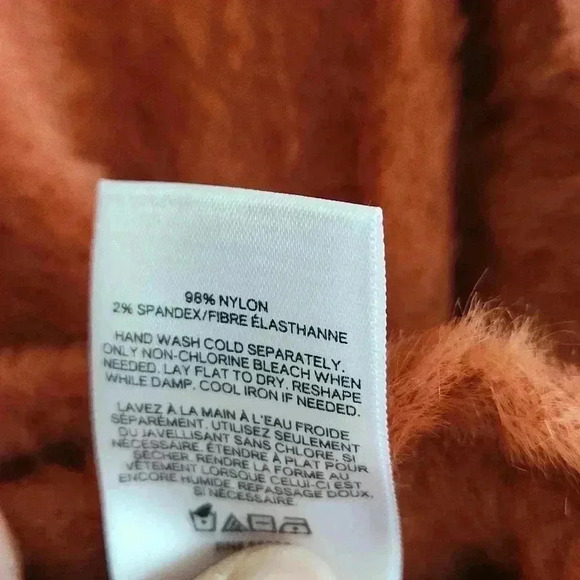 98% NYLON
2% SPANDEX/FIBRE ÉLASTHANNE
HAND WASH COLD SEPARATELY.
ONLY NON-CHLORINE BLEACH WHEN
NEEDED. LAY FLAT TO DRY. RESHAPE
WHILE DAMP. COOL IRON IF NEEDED.
LAVEZ À LA MAIN À L'EAU FROIDE
SÉPARÉMENT. UTILISEZ SEULEMENT
DU JAVELLISANT SANS CHLORE, SI
NÉCESSAIRE. ÉTENDRE À PLAT POUR
SÉCHER. RENDRE LA FORME AU
VÊTEMENT LORSQUE CELUI-CI EST
ENCORE HUMIDE. REPASSAGE DOUX,
SI NÉCESSAIRE.